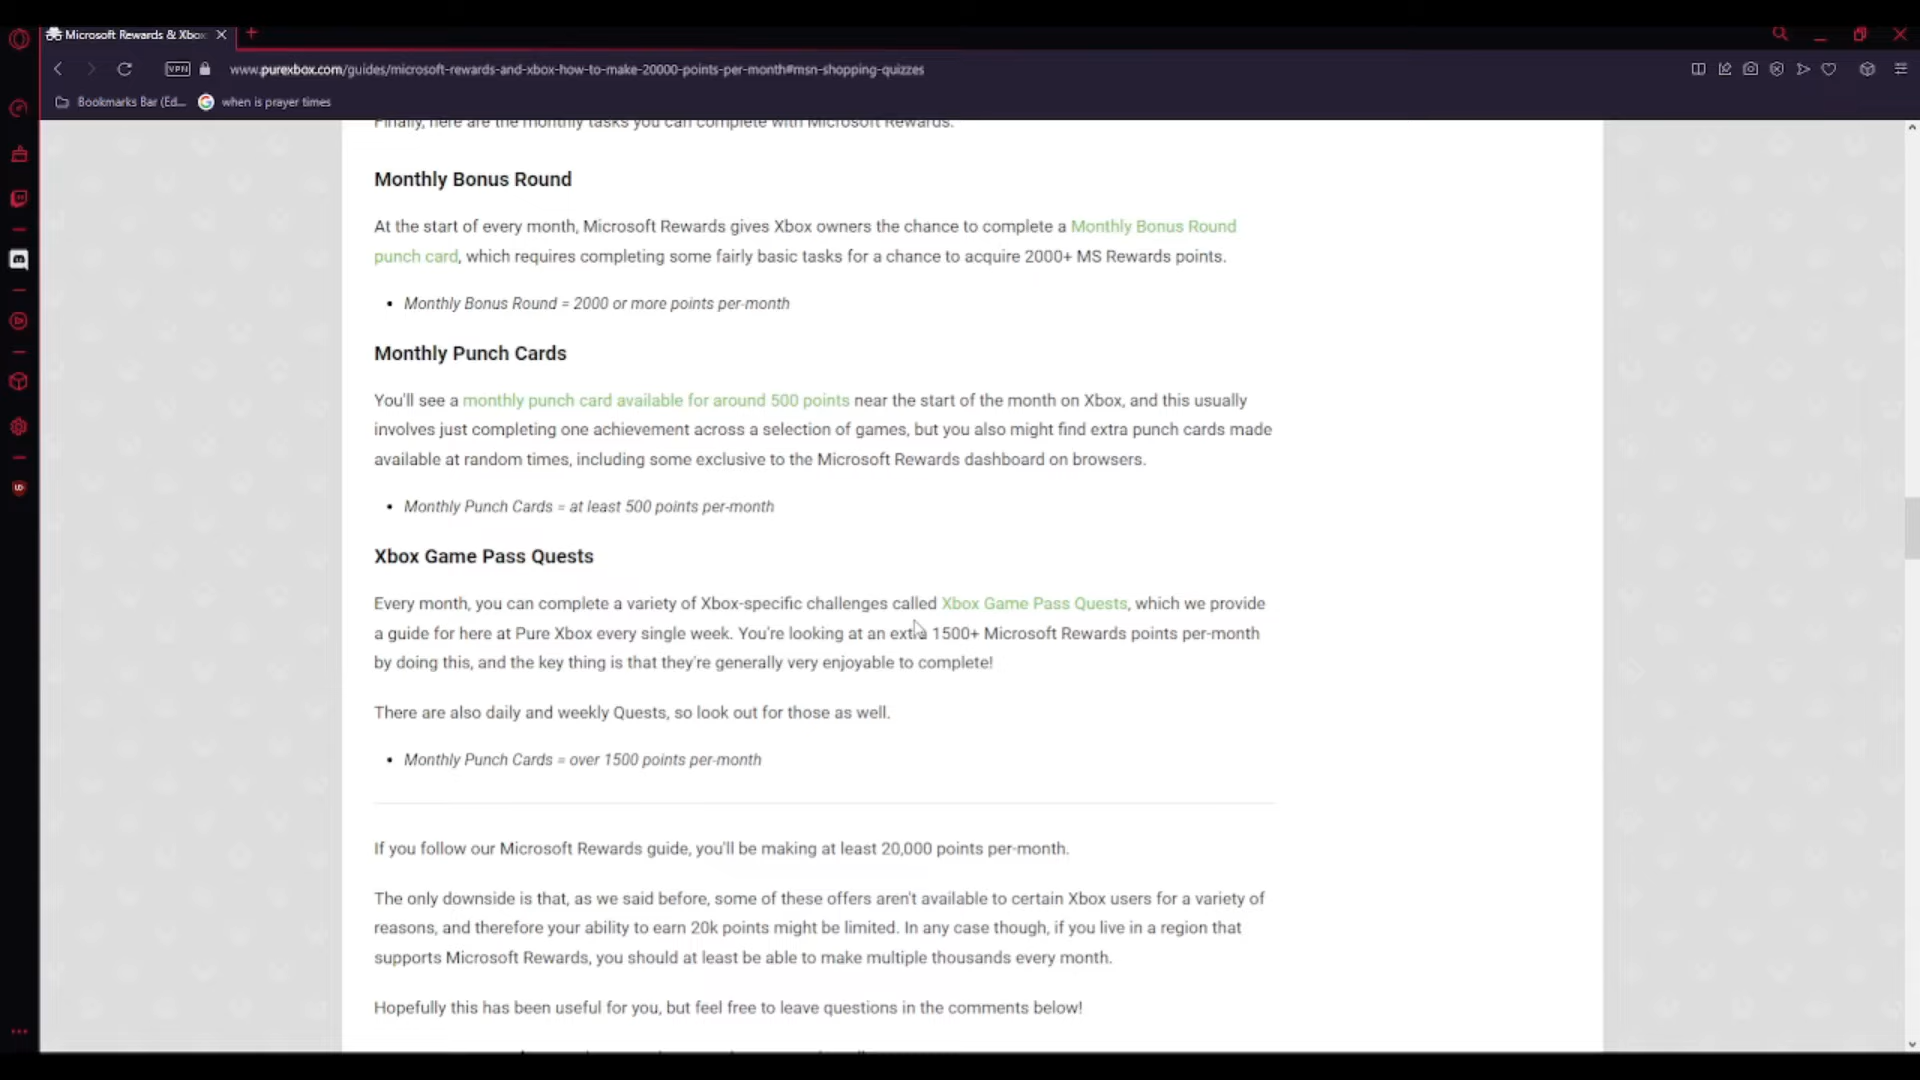 Microsoft Rewards & Xbox
VPN
www.purexbox.com/guides/microsoft-rewards-and-xbox-how-to-make-20000-points-per-month#msn-shopping-quizzes
Bookmarks Bar (Ed...
when is prayer times
Finally, here are the monthly tasks you can complete with Microsoft Rewards.
Monthly Bonus Round
At the start of every month, Microsoft Rewards gives Xbox owners the chance to complete a Monthly Bonus Round
punch card, which requires completing some fairly basic tasks for a chance to acquire 2000+ MS Rewards points.
• Monthly Bonus Round = 2000 or more points per-month
Monthly Punch Cards
You'll see a monthly punch card available for around 500 points near the start of the month on Xbox, and this usually
involves just completing one achievement across a selection of games, but you also might find extra punch cards made
available at random times, including some exclusive to the Microsoft Rewards dashboard on browsers.
• Monthly Punch Cards = at least 500 points per-month
Xbox Game Pass Quests
Every month, you can complete a variety of Xbox-specific challenges called Xbox Game Pass Quests, which we provide
a guide for here at Pure Xbox every single week. You're looking at an extra 1500+ Microsoft Rewards points per-month
by doing this, and the key thing is that they're generally very enjoyable to complete!
There are also daily and weekly Quests, so look out for those as well.
• Monthly Punch Cards = over 1500 points per-month
If you follow our Microsoft Rewards guide, you'll be making at least 20,000 points per-month.
The only downside is that, as we said before, some of these offers aren't available to certain Xbox users for a variety of
reasons, and therefore your ability to earn 20k points might be limited. In any case though, if you live in a region that
supports Microsoft Rewards, you should at least be able to make multiple thousands every month.
Hopefully this has been useful for you, but feel free to leave questions in the comments below!